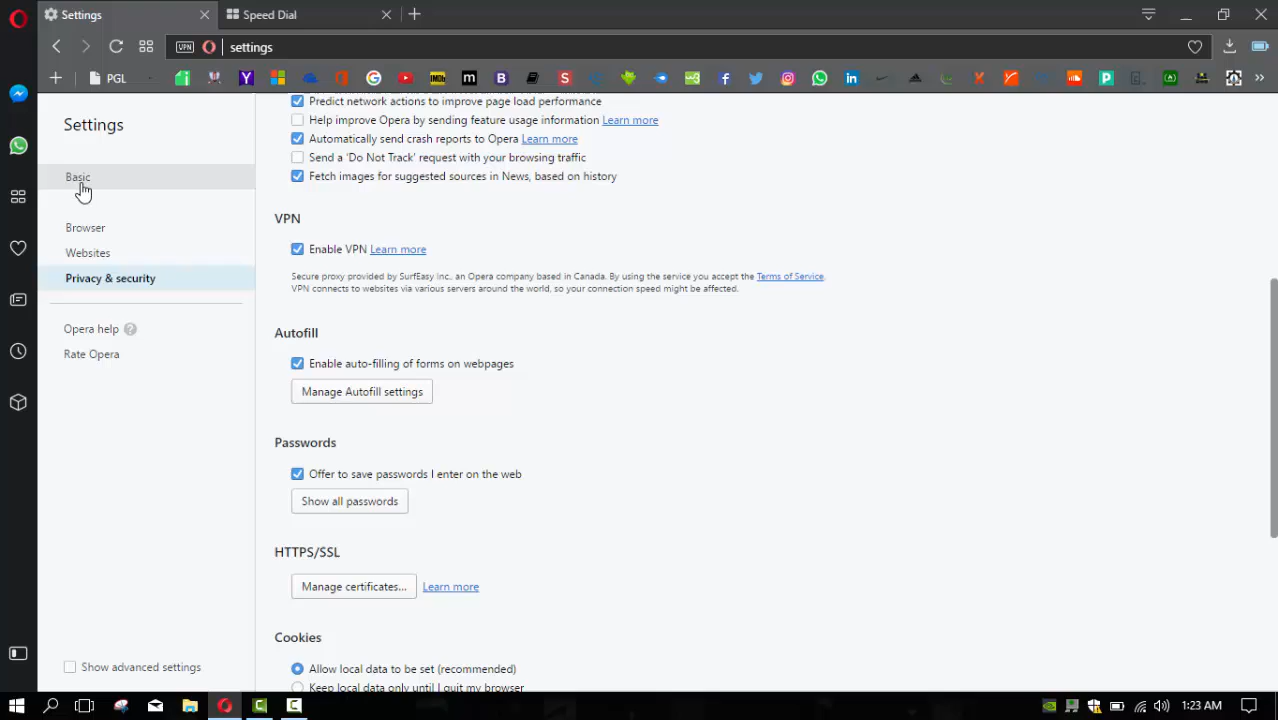 Settings
Speed Dial
VPN
settings
PGL
Y
IMDb
m
B
S
W3
f
in
X
P
Settings
Basic
Browser
Websites
Privacy & security
Opera help ?
Rate Opera
Show advanced settings
Predict network actions to improve page load performance
Help improve Opera by sending feature usage information Learn more
Automatically send crash reports to Opera Learn more
Send a 'Do Not Track' request with your browsing traffic
Fetch images for suggested sources in News, based on history
VPN
Enable VPN Learn more
Secure proxy provided by SurfEasy Inc., an Opera company based in Canada. By using the service you accept the Terms of Service.
VPN connects to websites via various servers around the world, so your connection speed might be affected.
Autofill
Enable auto-filling of forms on webpages
Manage Autofill settings
Passwords
Offer to save passwords I enter on the web
Show all passwords
HTTPS/SSL
Manage certificates... Learn more
Cookies
Allow local data to be set (recommended)
Keep local data only until I quit my browser
1:23 AM